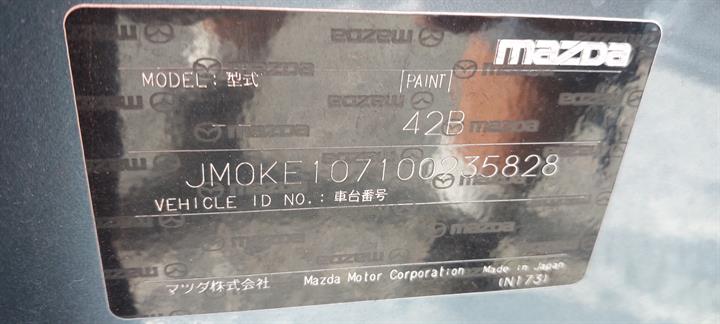 mazda
MODEL: 型式 PAINT
42B
JM0KE107100235828
VEHICLE ID NO.: 車台番号
マツダ株式会社 Mazda Motor Corporation Made in Japan
(N173)